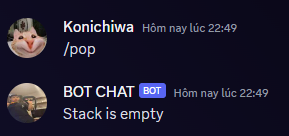 Konichiwa Hôm nay lúc 22:49
/pop
BOT CHAT BOT Hôm nay lúc 22:49
Stack is empty